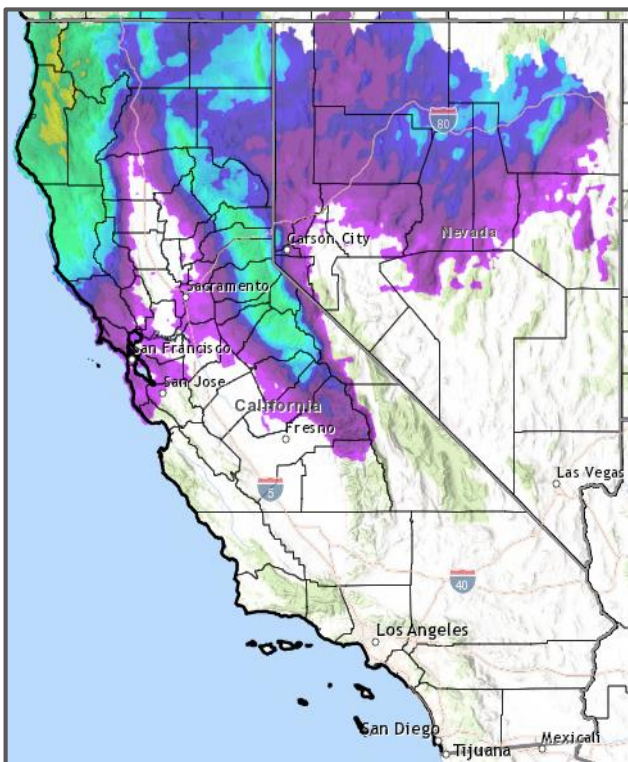 80
Nevada
Carson City
Sacramento
San Francisco
San Jose
California
Fresno
5
Las Vegas
40
Los Angeles
San Diego
Tijuana
Mexicali